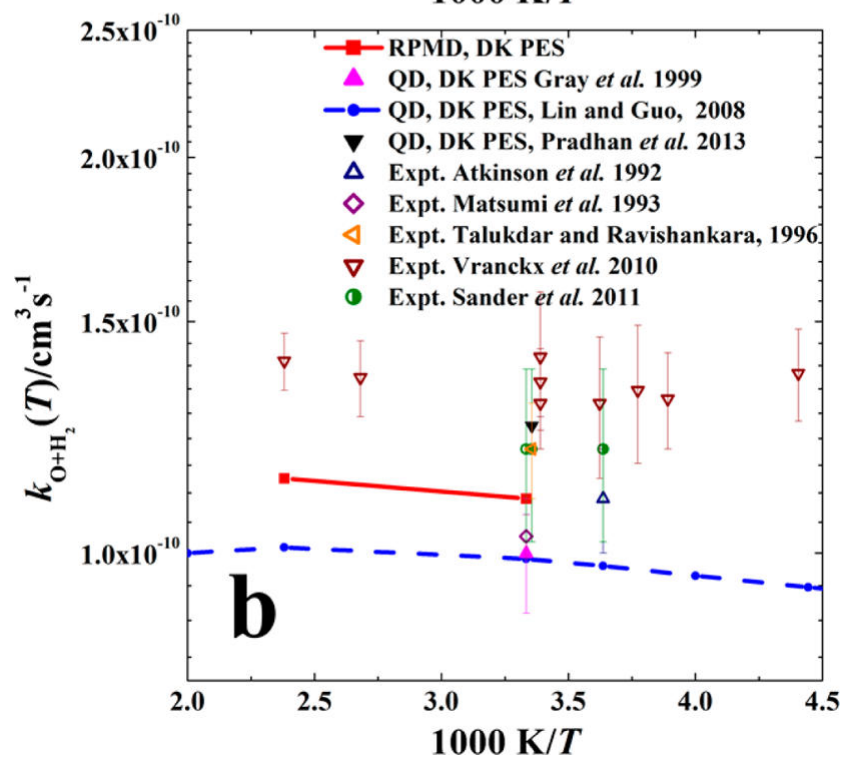 1000 K/T
2.5x10⁻¹⁰
2.0x10⁻¹⁰
1.5x10⁻¹⁰
1.0x10⁻¹⁰
k_{O+H₂}(T)/cm³s⁻¹
RPMD, DK PES
QD, DK PES Gray et al. 1999
QD, DK PES, Lin and Guo, 2008
QD, DK PES, Pradhan et al. 2013
Expt. Atkinson et al. 1992
Expt. Matsumi et al. 1993
Expt. Talukdar and Ravishankara, 1996
Expt. Vranckx et al. 2010
Expt. Sander et al. 2011
b
2.0 2.5 3.0 3.5 4.0 4.5
1000 K/T